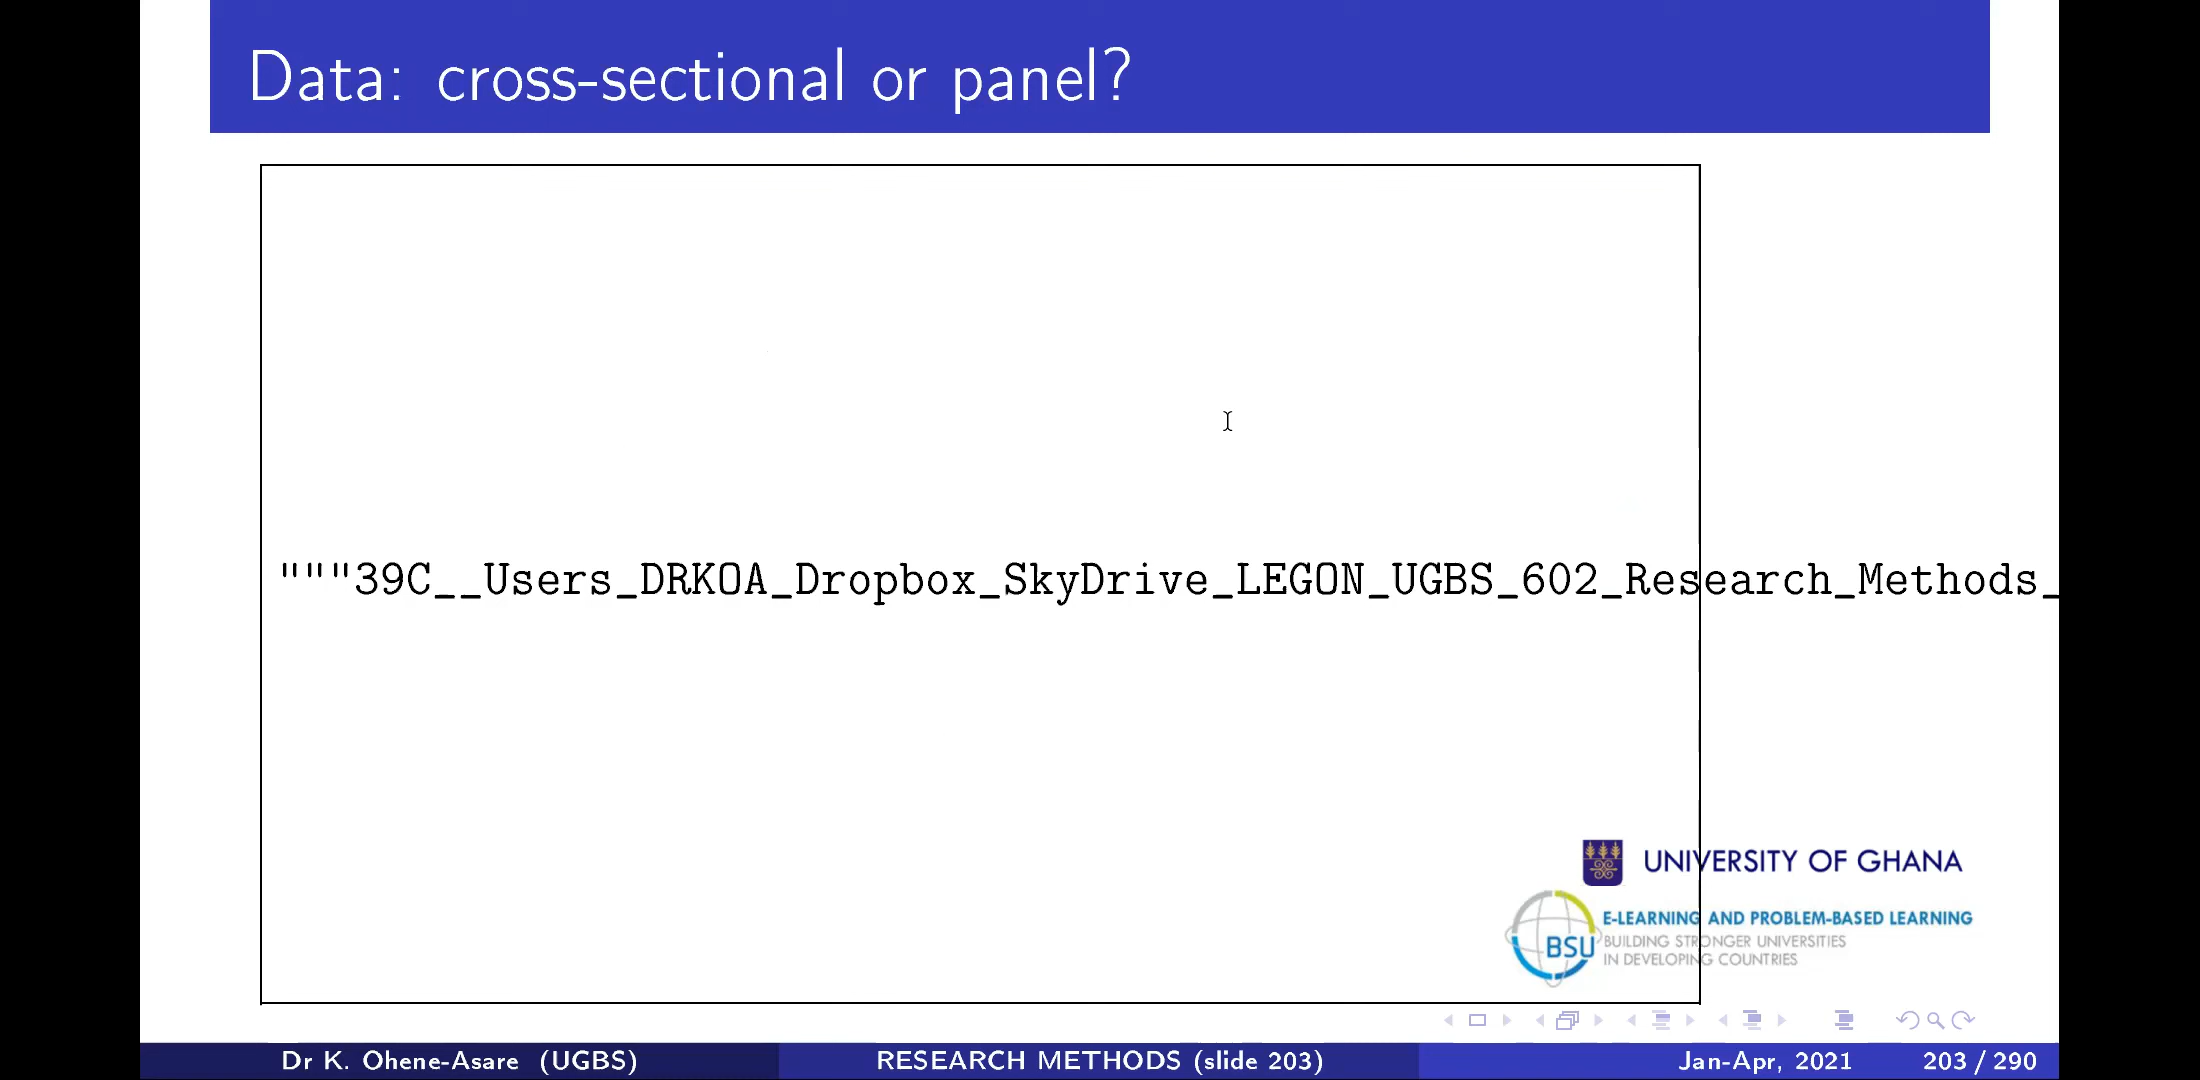 Data: cross-sectional or panel?
"""39C__Users_DRKOA_Dropbox_SkyDrive_LEGON_UGBS_602_Research_Methods_
UNIVERSITY OF GHANA
E-LEARNING AND PROBLEM-BASED LEARNING
BSU
BUILDING STRONGER UNIVERSITIES
IN DEVELOPING COUNTRIES
Dr K. Ohene-Asare (UGBS)
RESEARCH METHODS (slide 203)
Jan-Apr, 2021
203 / 290